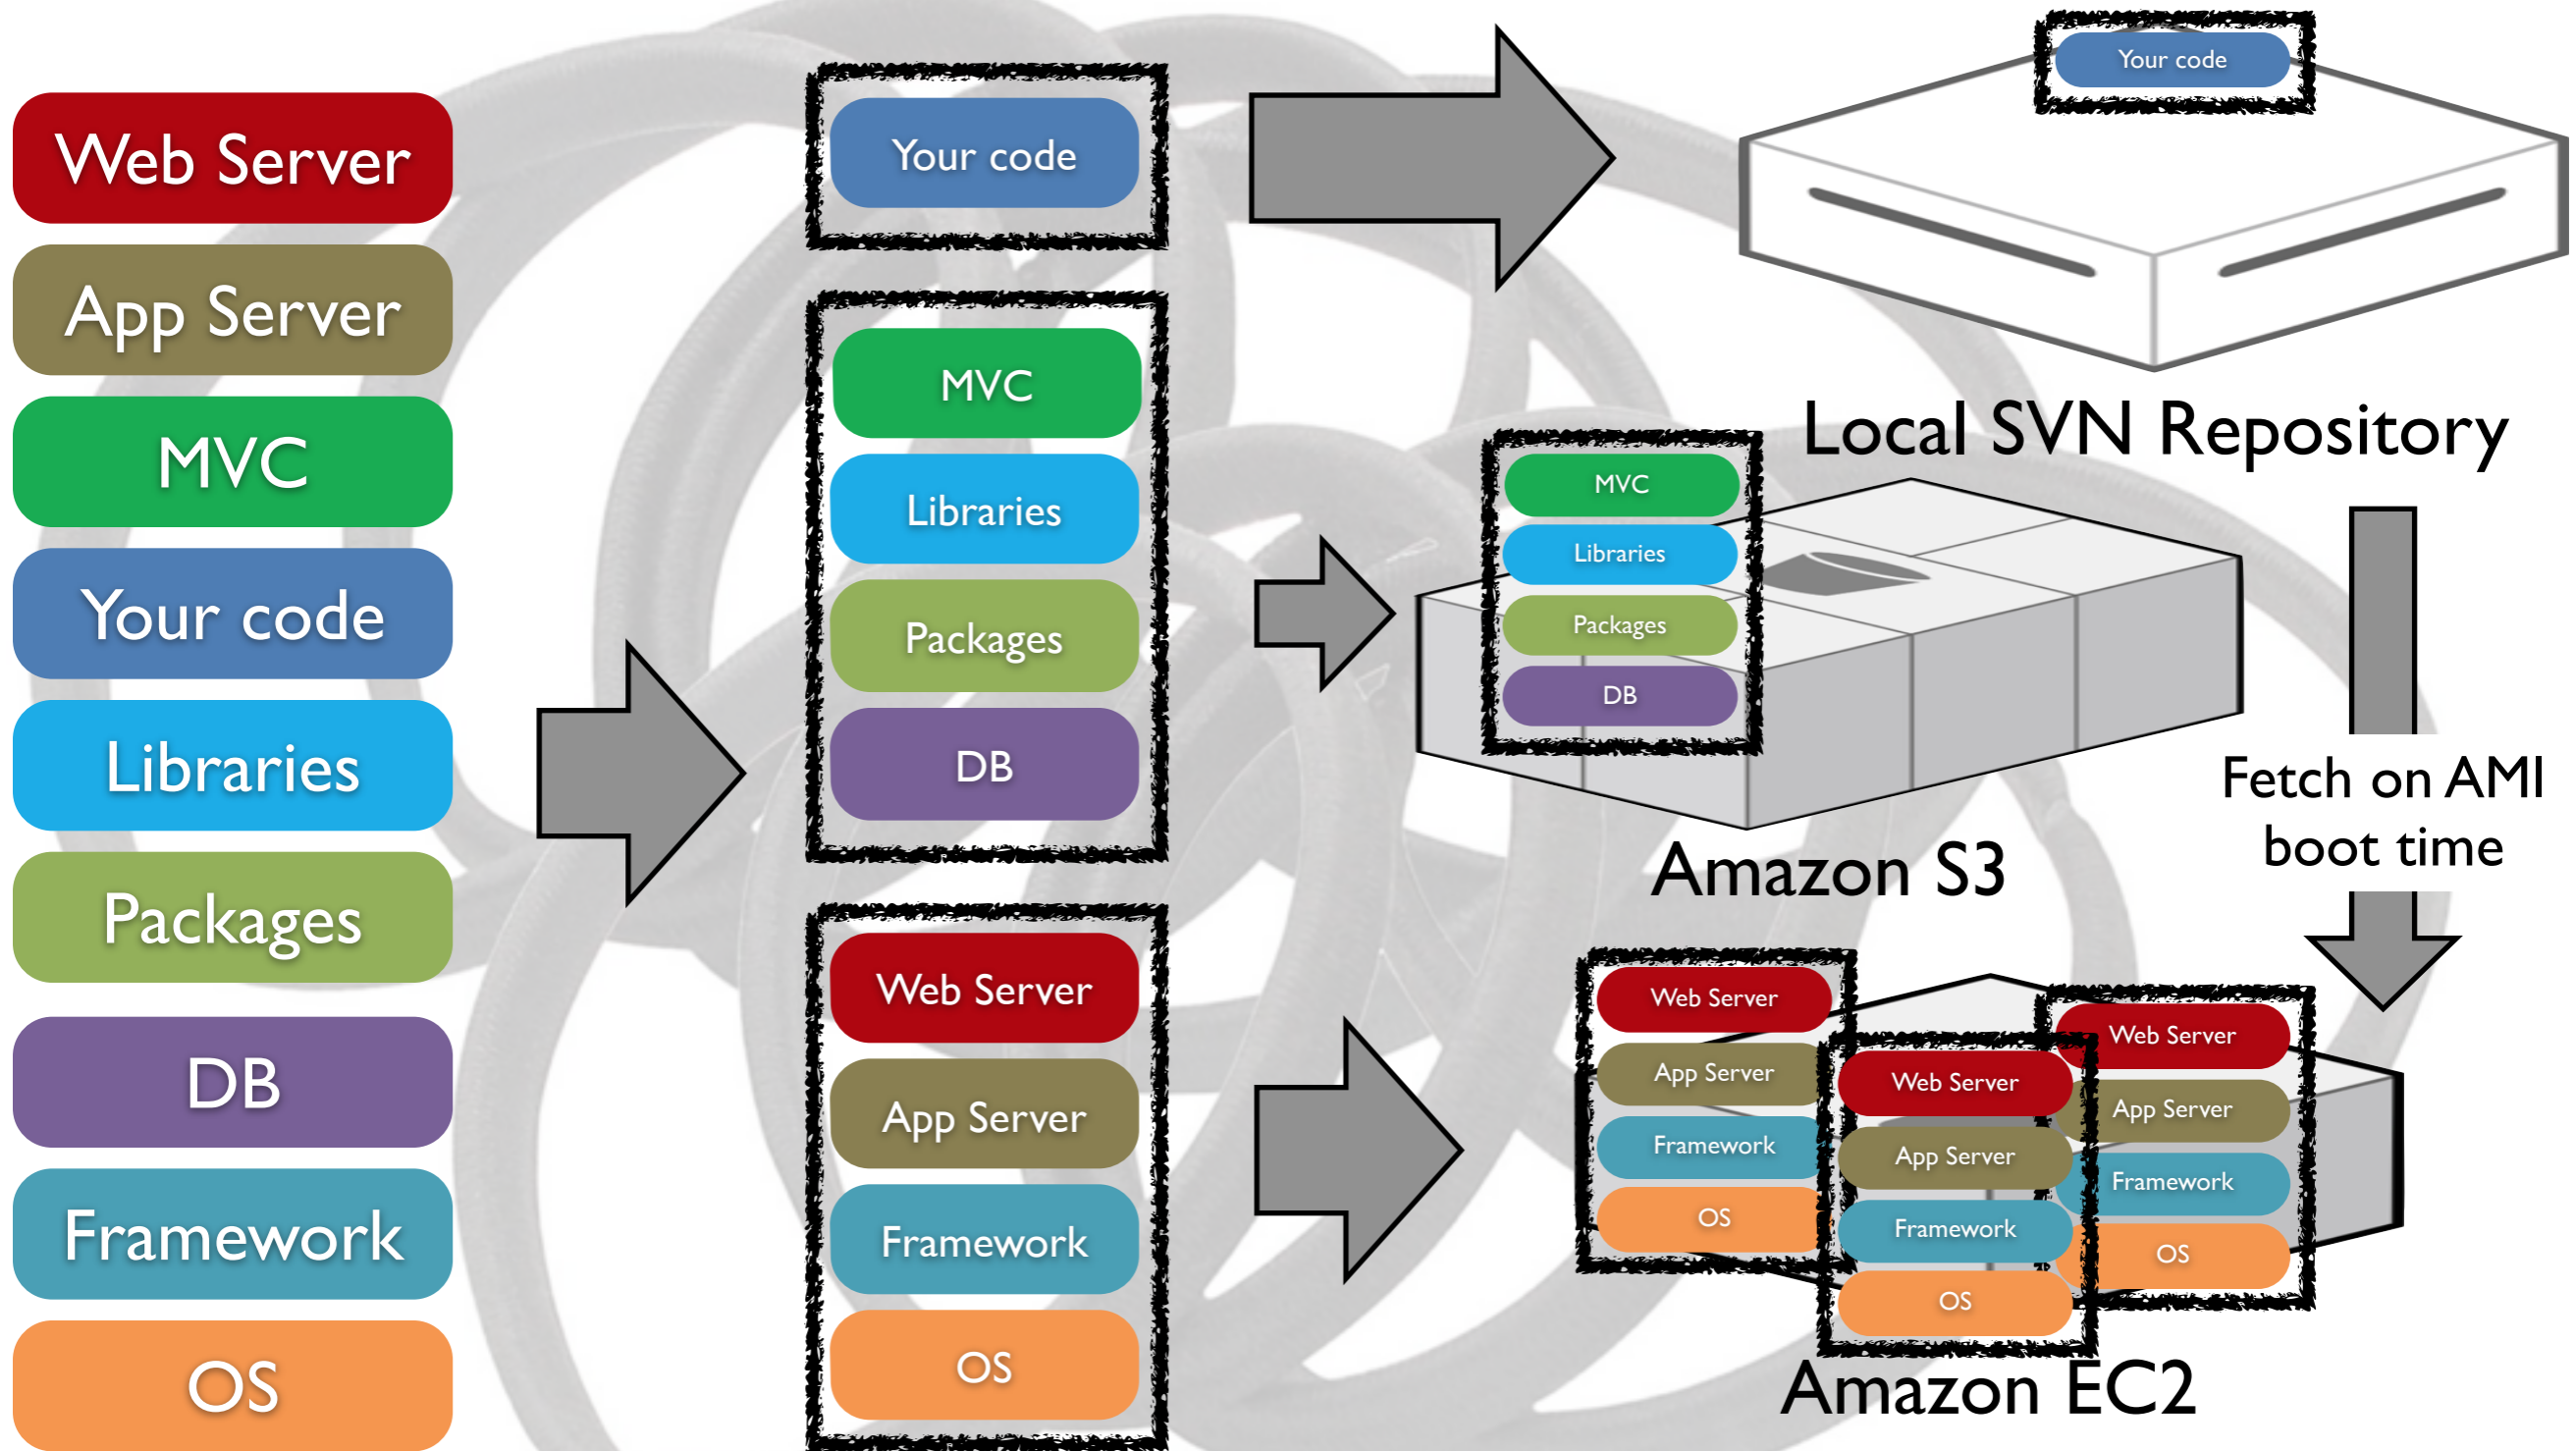 Web Server
App Server
MVC
Your code
Libraries
Packages
DB
Framework
OS
Your code
MVC
Libraries
Packages
DB
Web Server
App Server
Framework
OS
Your code
Local SVN Repository
MVC
Libraries
Packages
DB
Amazon S3
Fetch on AMI
boot time
Web Server
App Server
Framework
OS
Web Server
App Server
Framework
OS
Web Server
App Server
Framework
OS
Amazon EC2